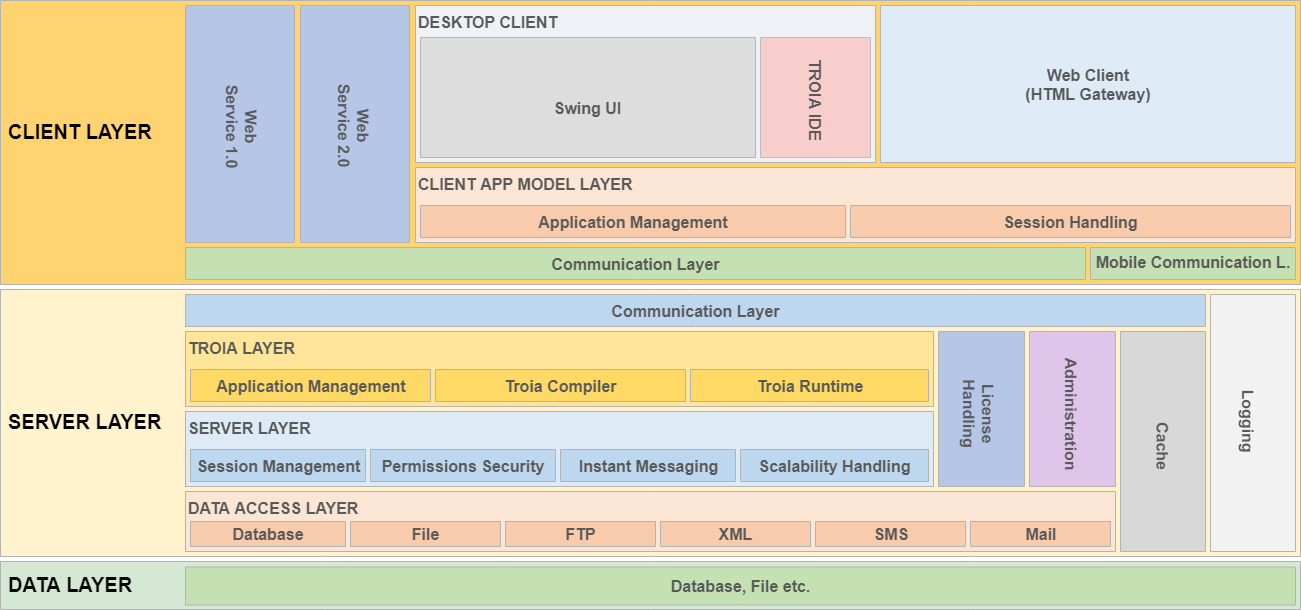 CLIENT LAYER
Web
Service 1.0
Web
Service 2.0
DESKTOP CLIENT
Swing UI
TROIA IDE
Web Client
(HTML Gateway)
CLIENT APP MODEL LAYER
Application Management
Session Handling
Communication Layer
Mobile Communication L.
SERVER LAYER
Communication Layer
TROIA LAYER
Application Management
Troia Compiler
Troia Runtime
SERVER LAYER
Session Management
Permissions Security
Instant Messaging
Scalability Handling
License
Handling
Administration
Cache
Logging
DATA ACCESS LAYER
Database
File
FTP
XML
SMS
Mail
DATA LAYER
Database, File etc.